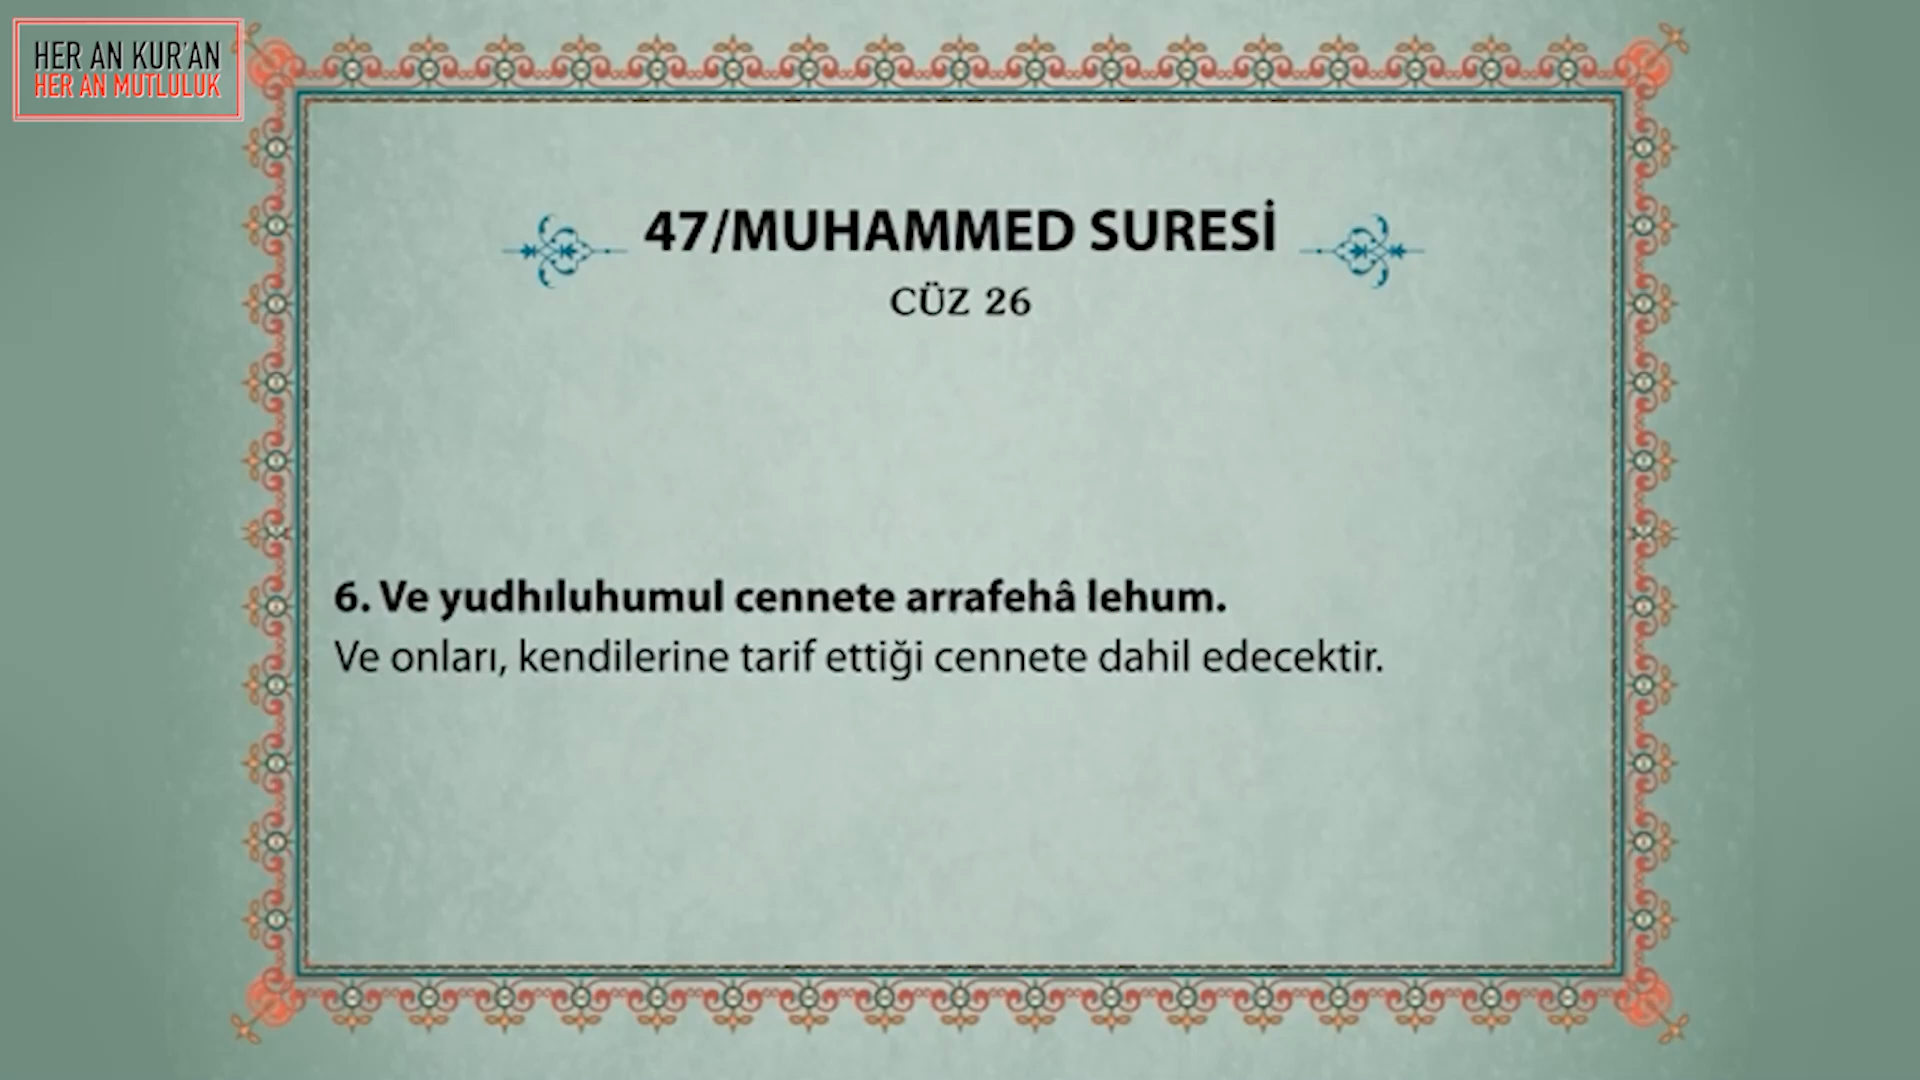 HER AN KUR'AN
HER AN MUTLULUK
47/MUHAMMED SURESİ
CÜZ 26
6. Ve yudhıluhumul cennete arrafehâ lehum.
Ve onları, kendilerine tarif ettiği cennete dahil edecektir.